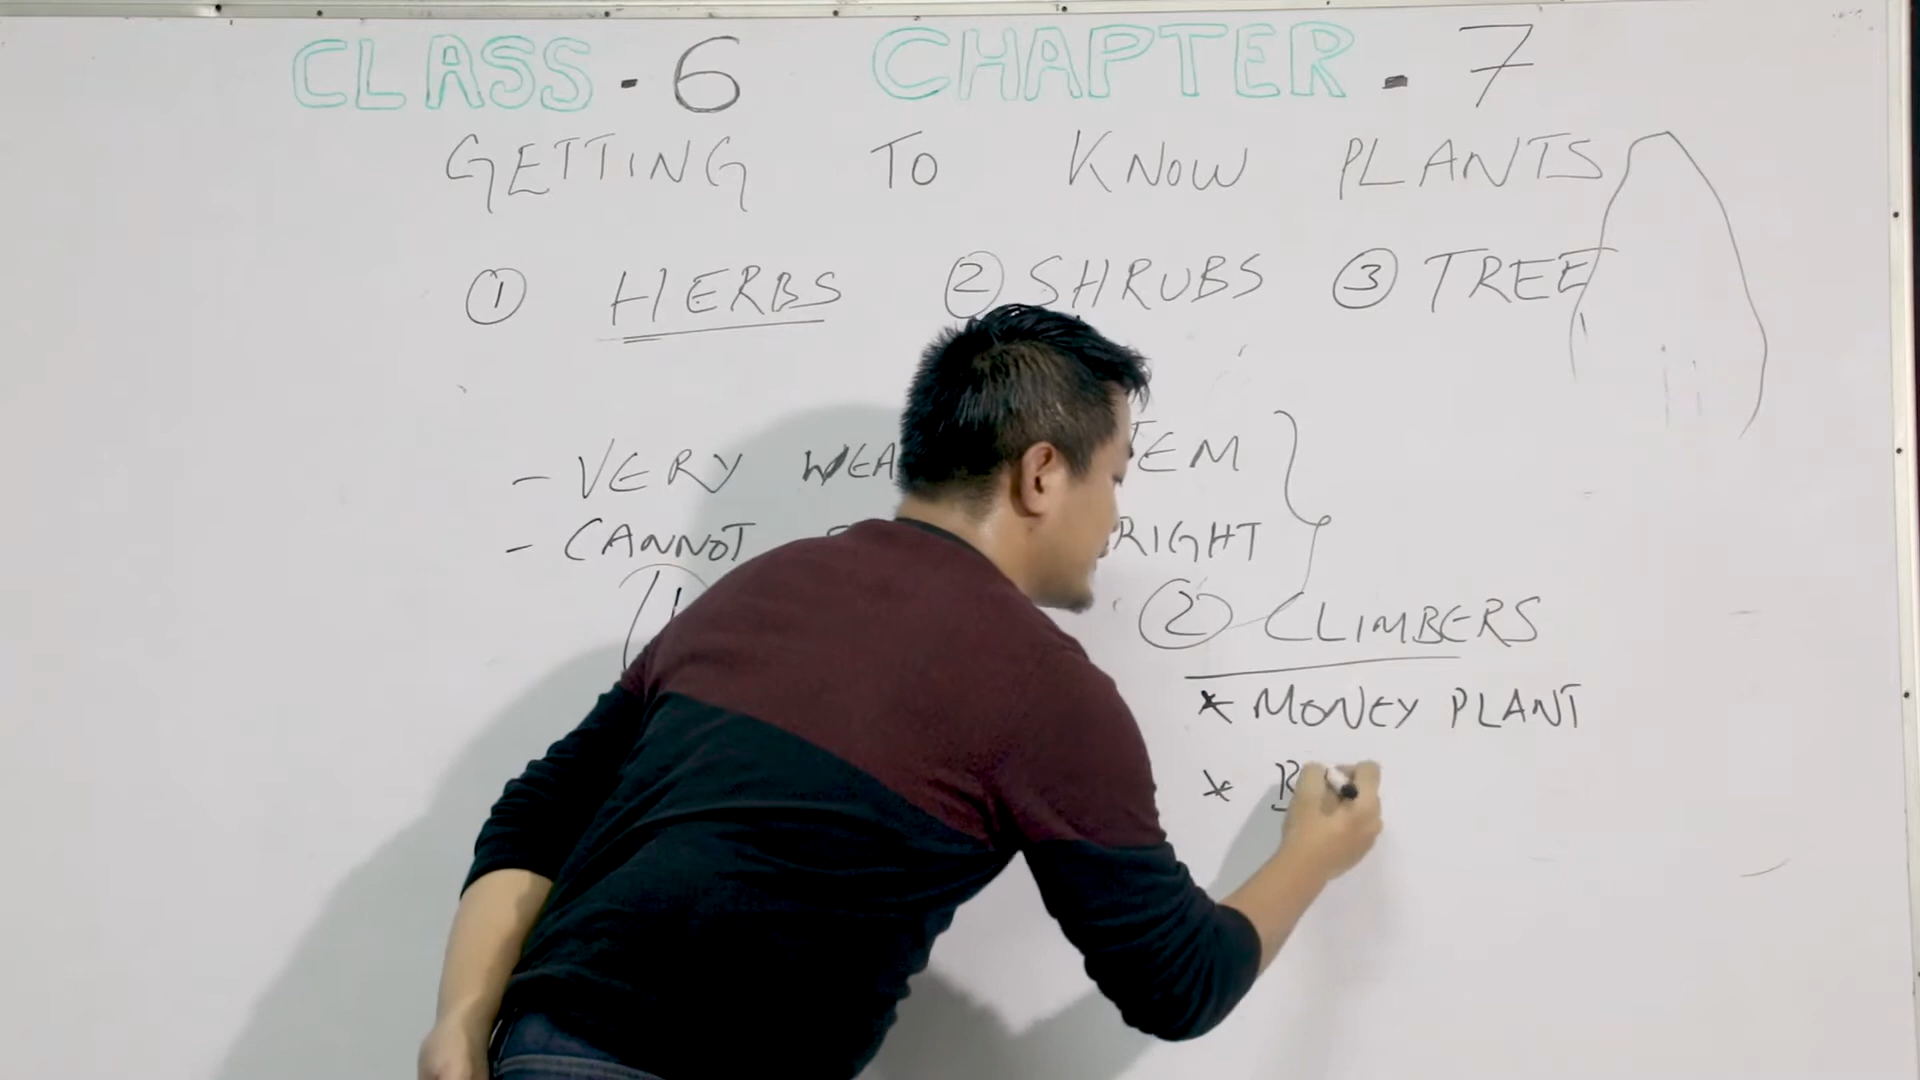 CLASS · 6 CHAPTER - 7
GETTING TO KNOW PLANTS
① HERBS ② SHRUBS ③ TREE
- VERY
- CANNOT
② CLIMBERS
* MONEY PLANT
*